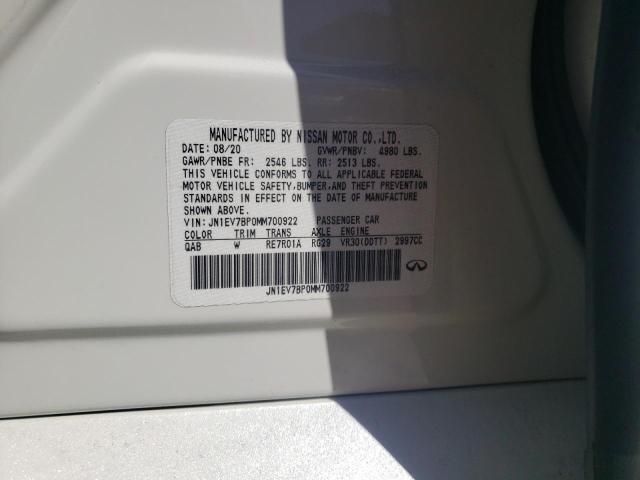 MANUFACTURED BY NISSAN MOTOR CO.,LTD.
DATE: 08/20 GVWR/PNBV: 4980 LBS.
GAWR/PNBE FR: 2546 LBS. RR: 2513 LBS.
THIS VEHICLE CONFORMS TO ALL APPLICABLE FEDERAL
MOTOR VEHICLE SAFETY,BUMPER,AND THEFT PREVENTION
STANDARDS IN EFFECT ON THE DATE OF MANUFACTURE
SHOWN ABOVE.
VIN: JN1EV7BP0MM700922 PASSENGER CAR
COLOR TRIM TRANS AXLE ENGINE
QAB W RE7R01A RG29 VR30(DDTT) 2997CC
JN1EV7BP0MM700922